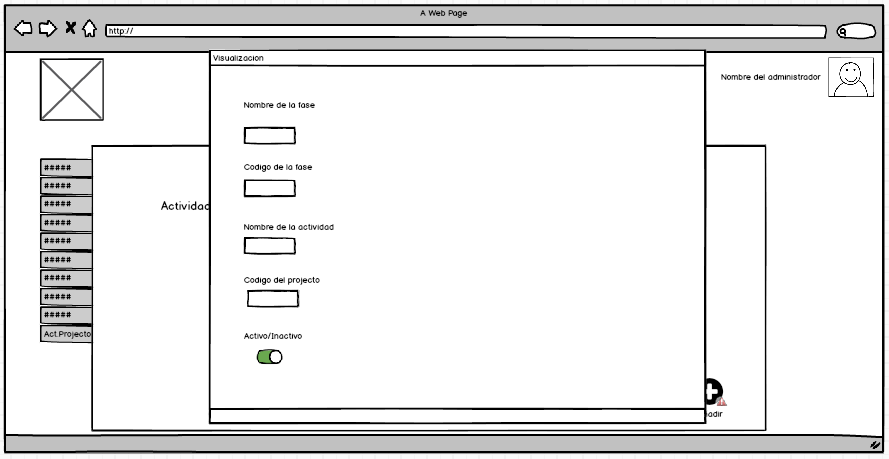 A Web Page
http://
Visualizacion
Nombre del administrador
Nombre de la fase
Codigo de la fase
#####
#####
#####
#####
#####
#####
#####
#####
#####
Act.Projecto
Actividad
Nombre de la actividad
Codigo del projecto
Activo/Inactivo
adir